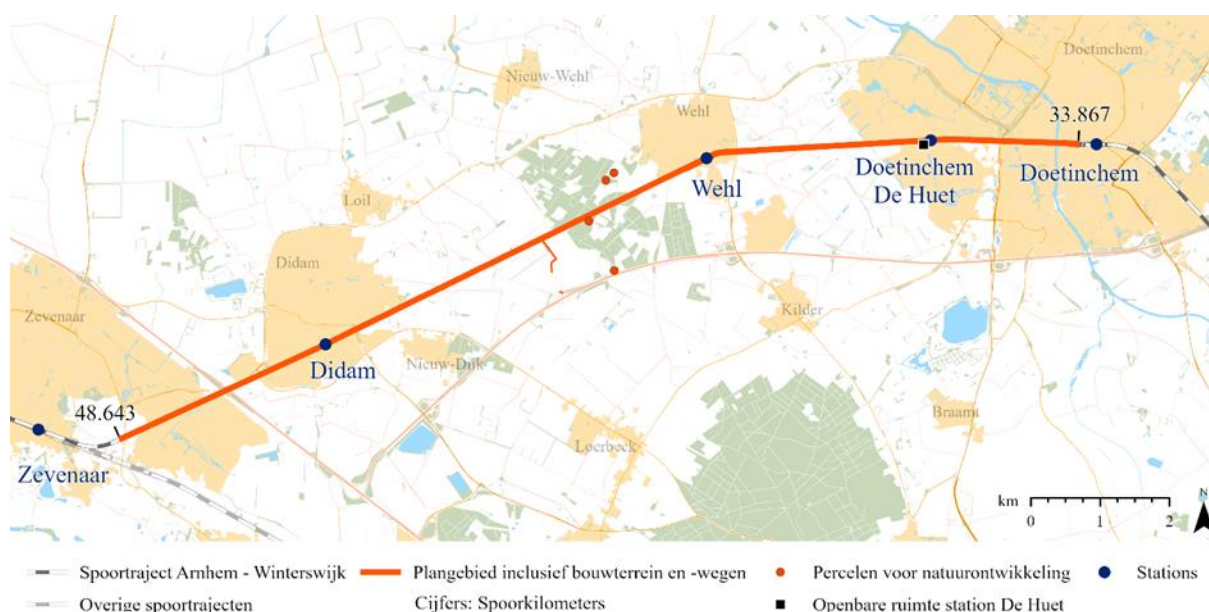 Doetinchem
Nieuw-Wehl
Wehl
33.867
Doetinchem
De Huet
Doetinchem
Wehl
Loil
Didam
Zevenaar
Kilder
Didam
Nieuw-Dijk
48.643
Braamt
Loerbeek
Zevenaar
km
0 1 2
N
Spoortraject Arnhem - Winterswijk
Plangebied inclusief bouwterrein en -wegen
Percelen voor natuurontwikkeling
Stations
Overige spoortrajecten
Cijfers: Spoorkilometers
Openbare ruimte station De Huet